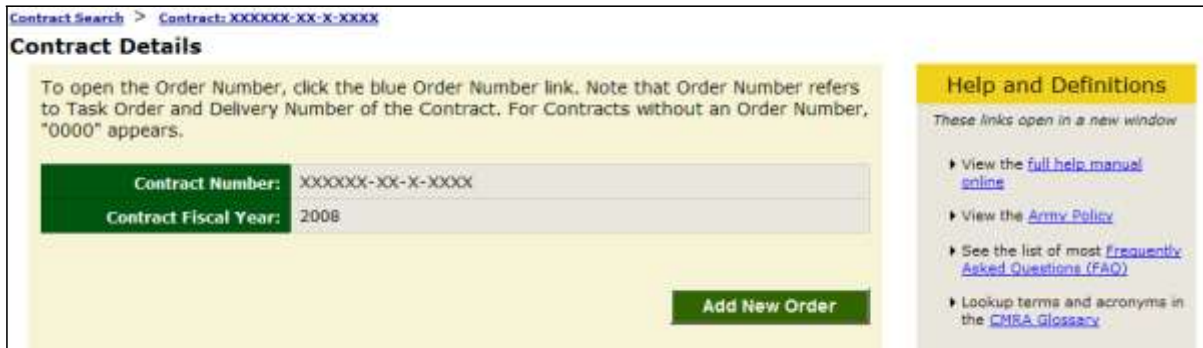 Contract Search > Contract: XXXXXX-XX-X-XXXX
Contract Details
To open the Order Number, click the blue Order Number link. Note that Order Number refers
to Task Order and Delivery Number of the Contract. For Contracts without an Order Number,
"0000" appears.
Contract Number: XXXXXX-XX-X-XXXX
Contract Fiscal Year: 2008
Add New Order
Help and Definitions
These links open in a new window
View the full help manual
online
View the Army Policy
See the list of most Frequently
Asked Questions (FAQ)
Lookup terms and acronyms in
the CMRA Glossary